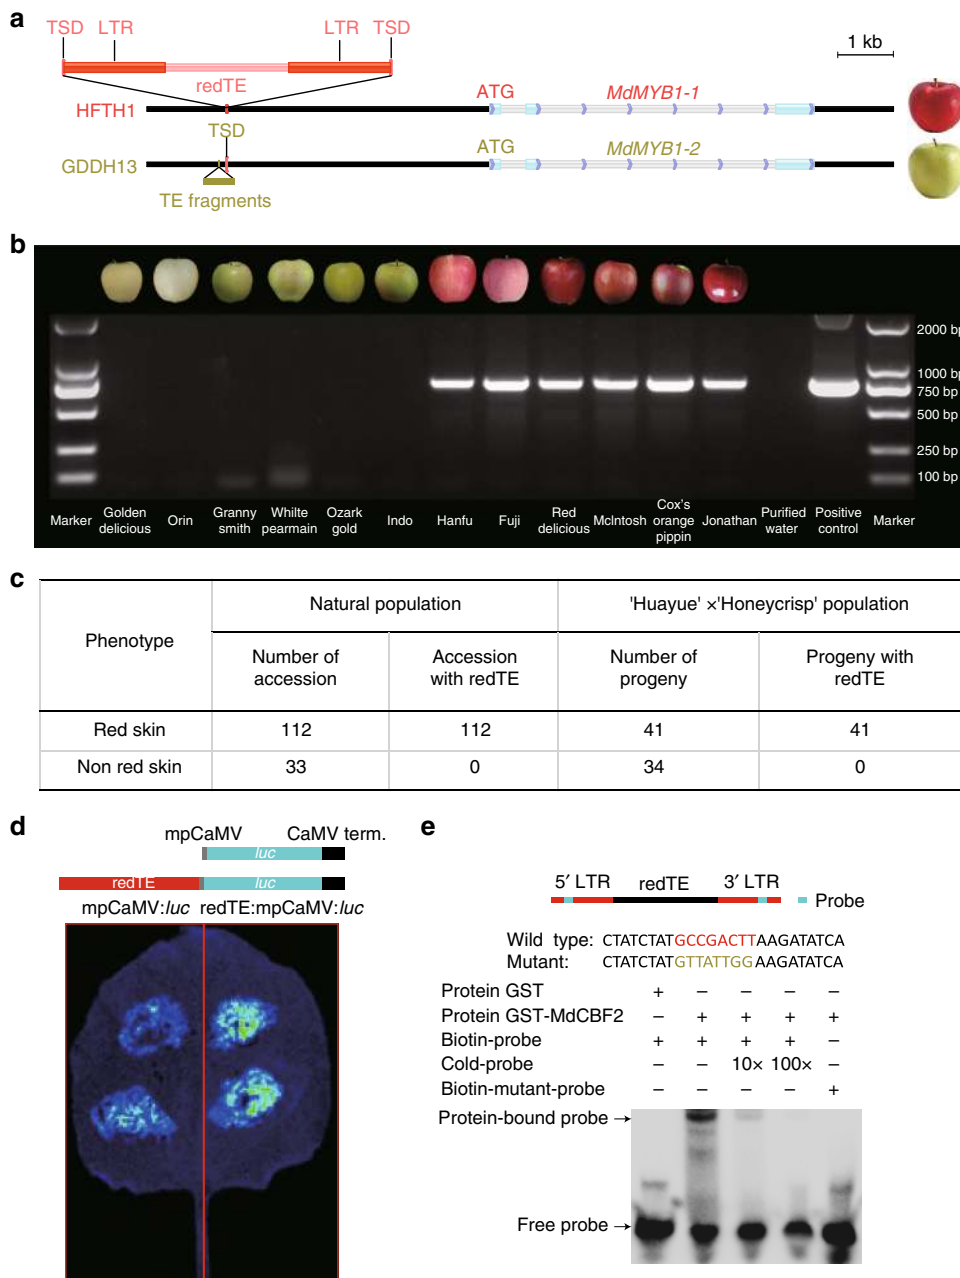 a
TSD LTR LTR TSD
1 kb
redTE
ATG MdMYB1-1
HFTH1
TSD
ATG MdMYB1-2
GDDH13
TE fragments
b
2000 bp
1000 bp
750 bp
500 bp
250 bp
100 bp
Marker
Golden delicious
Orin
Granny smith
Whilte pearmain
Ozark gold
Indo
Hanfu
Fuji
Red delicious
McIntosh
Cox's orange pippin
Jonathan
Purified water
Positive control
Marker
c
Phenotype
Natural population
'Huayue' ×'Honeycrisp' population
Number of accession
Accession with redTE
Number of progeny
Progeny with redTE
Red skin 112 112 41 41
Non red skin 33 0 34 0
d
mpCaMV CaMV term.
luc
redTE luc
mpCaMV:luc redTE:mpCaMV:luc
e
5′ LTR redTE 3′ LTR
Probe
Wild type: CTATCTATGCCGACTTAAGATATCA
Mutant: CTATCTATGTTATTGGAAGATATCA
Protein GST + − − − −
Protein GST-MdCBF2 − + + + +
Biotin-probe + + + + −
Cold-probe − − 10× 100× −
Biotin-mutant-probe − − − − +
Protein-bound probe →
Free probe →